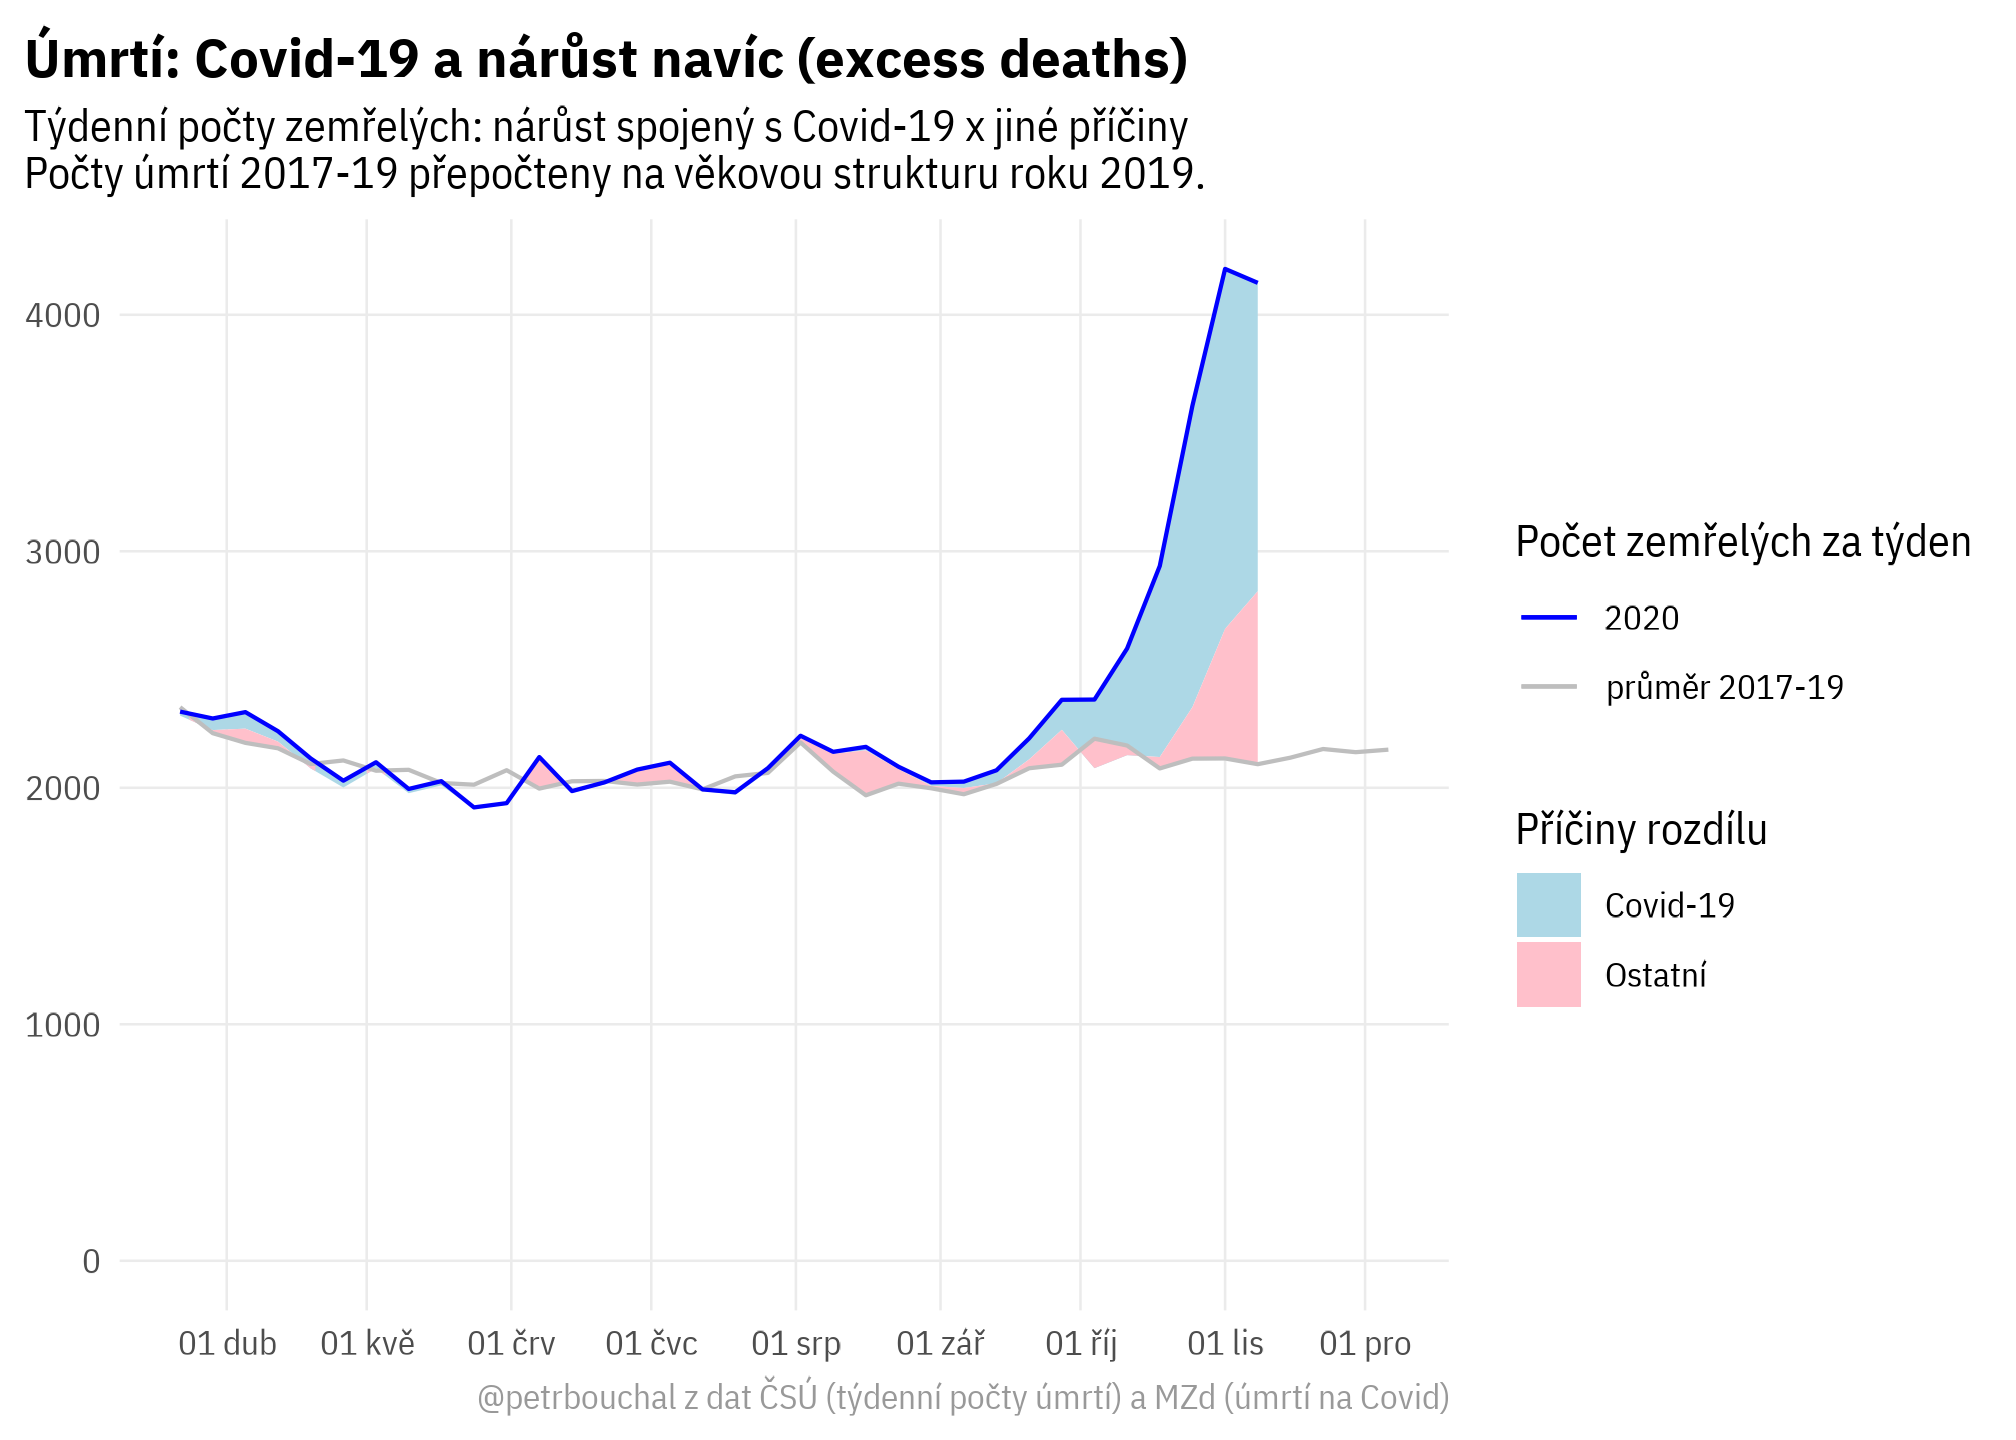 Úmrtí: Covid-19 a nárůst navíc (excess deaths)
Týdenní počty zemřelých: nárůst spojený s Covid-19 x jiné příčiny
Počty úmrtí 2017-19 přepočteny na věkovou strukturu roku 2019.
4000
3000
2000
1000
0
01 dub
01 kvě
01 črv
01 čvc
01 srp
01 zář
01 říj
01 lis
01 pro
Počet zemřelých za týden
2020
průměr 2017-19
Příčiny rozdílu
Covid-19
Ostatní
@petrbouchal z dat ČSÚ (týdenní počty úmrtí) a MZd (úmrtí na Covid)